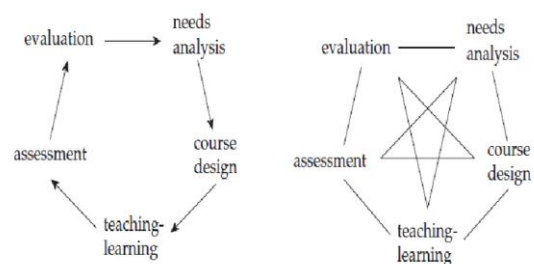 evaluation
needs
analysis
assessment
course
design
teaching-
learning
evaluation
needs
analysis
assessment
course
design
teaching-
learning